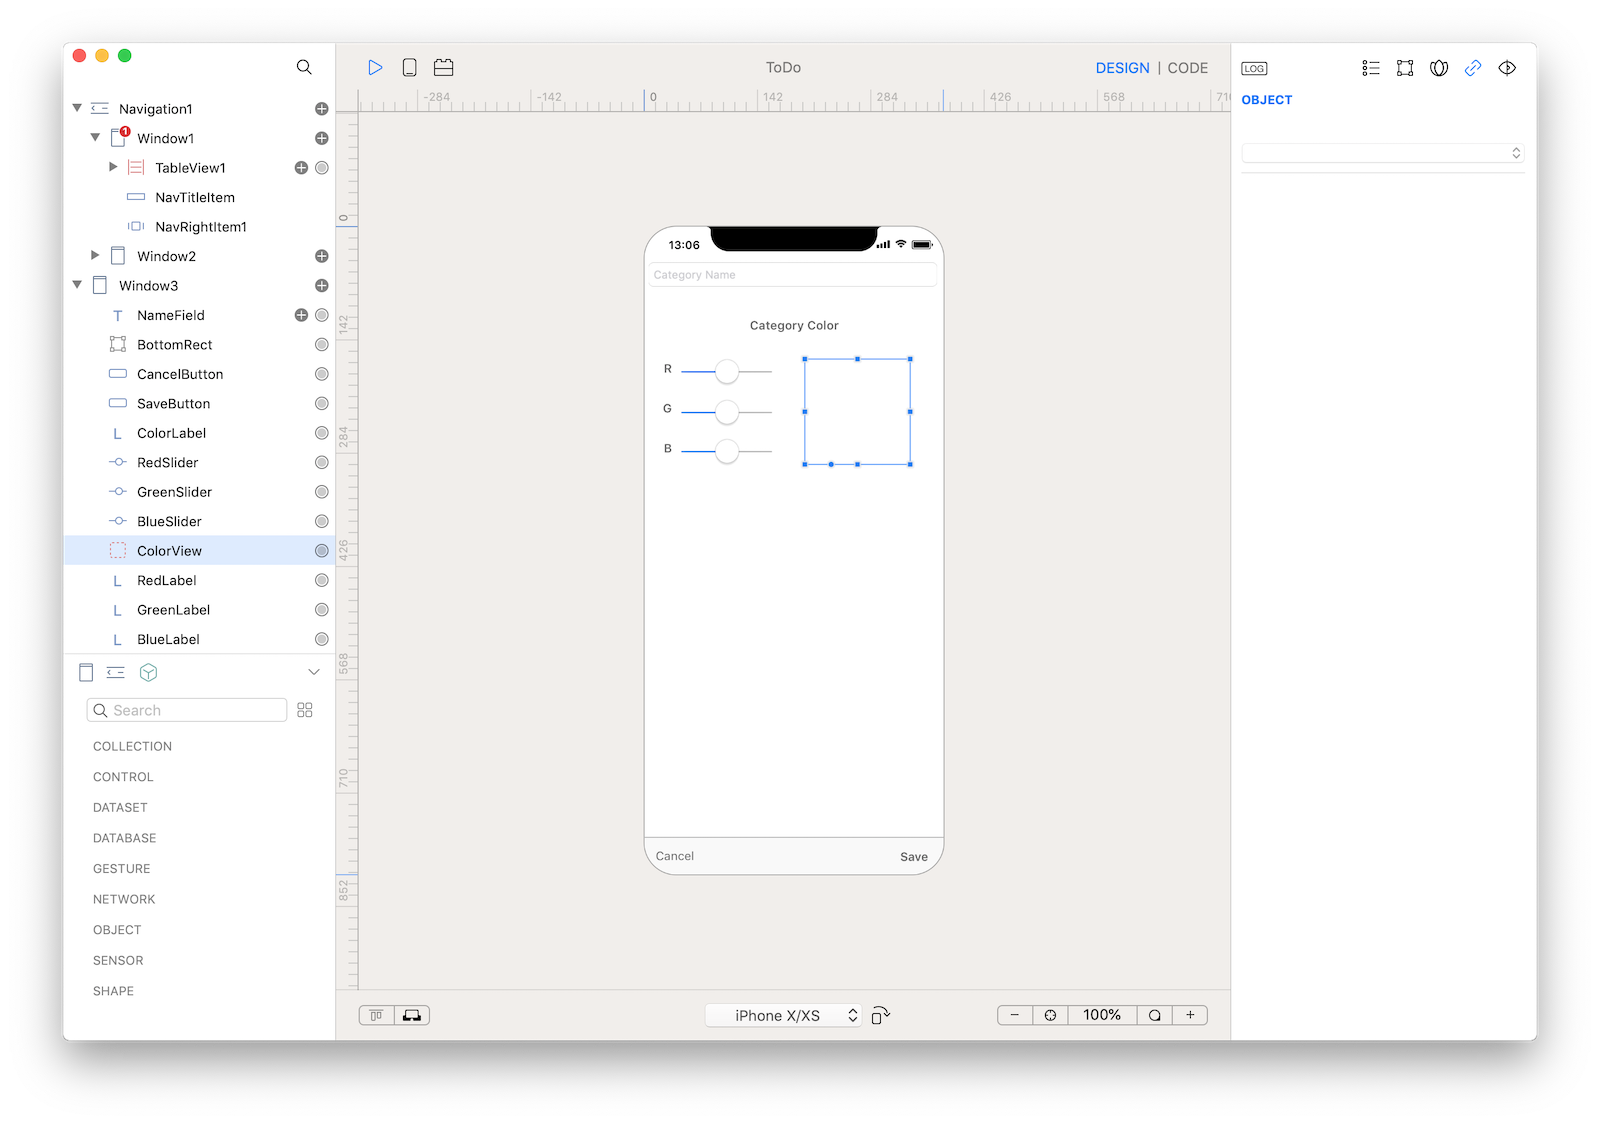 ToDo
DESIGN | CODE
LOG
OBJECT
Navigation1
Window1
1
TableView1
NavTitleItem
NavRightItem1
Window2
Window3
NameField
BottomRect
CancelButton
SaveButton
ColorLabel
RedSlider
GreenSlider
BlueSlider
ColorView
RedLabel
GreenLabel
BlueLabel
Search
COLLECTION
CONTROL
DATASET
DATABASE
GESTURE
NETWORK
OBJECT
SENSOR
SHAPE
-284 -142 0 142 284 426 568 710
0
142
284
426
568
710
852
13:06
Category Name
Category Color
R
G
B
Cancel Save
iPhone X/XS
100%